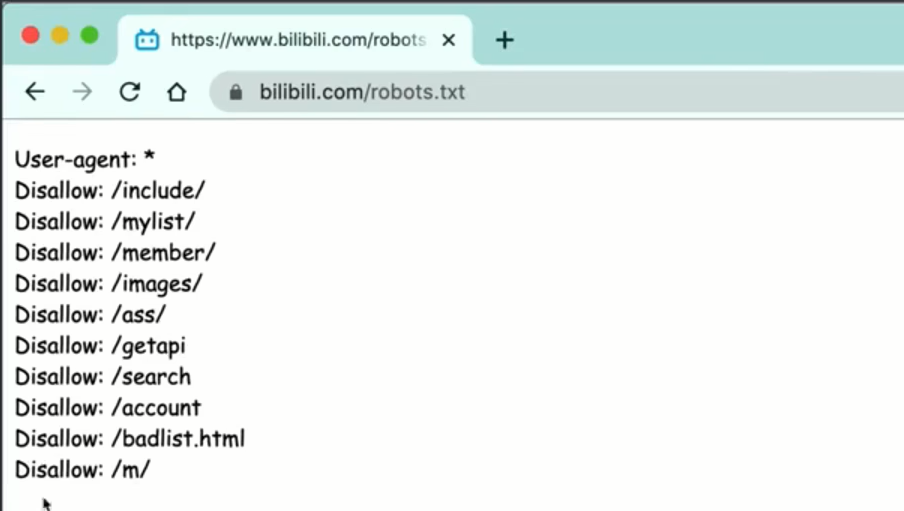 https://www.bilibili.com/robots
bilibili.com/robots.txt
User-agent: *
Disallow: /include/
Disallow: /mylist/
Disallow: /member/
Disallow: /images/
Disallow: /ass/
Disallow: /getapi
Disallow: /search
Disallow: /account
Disallow: /badlist.html
Disallow: /m/